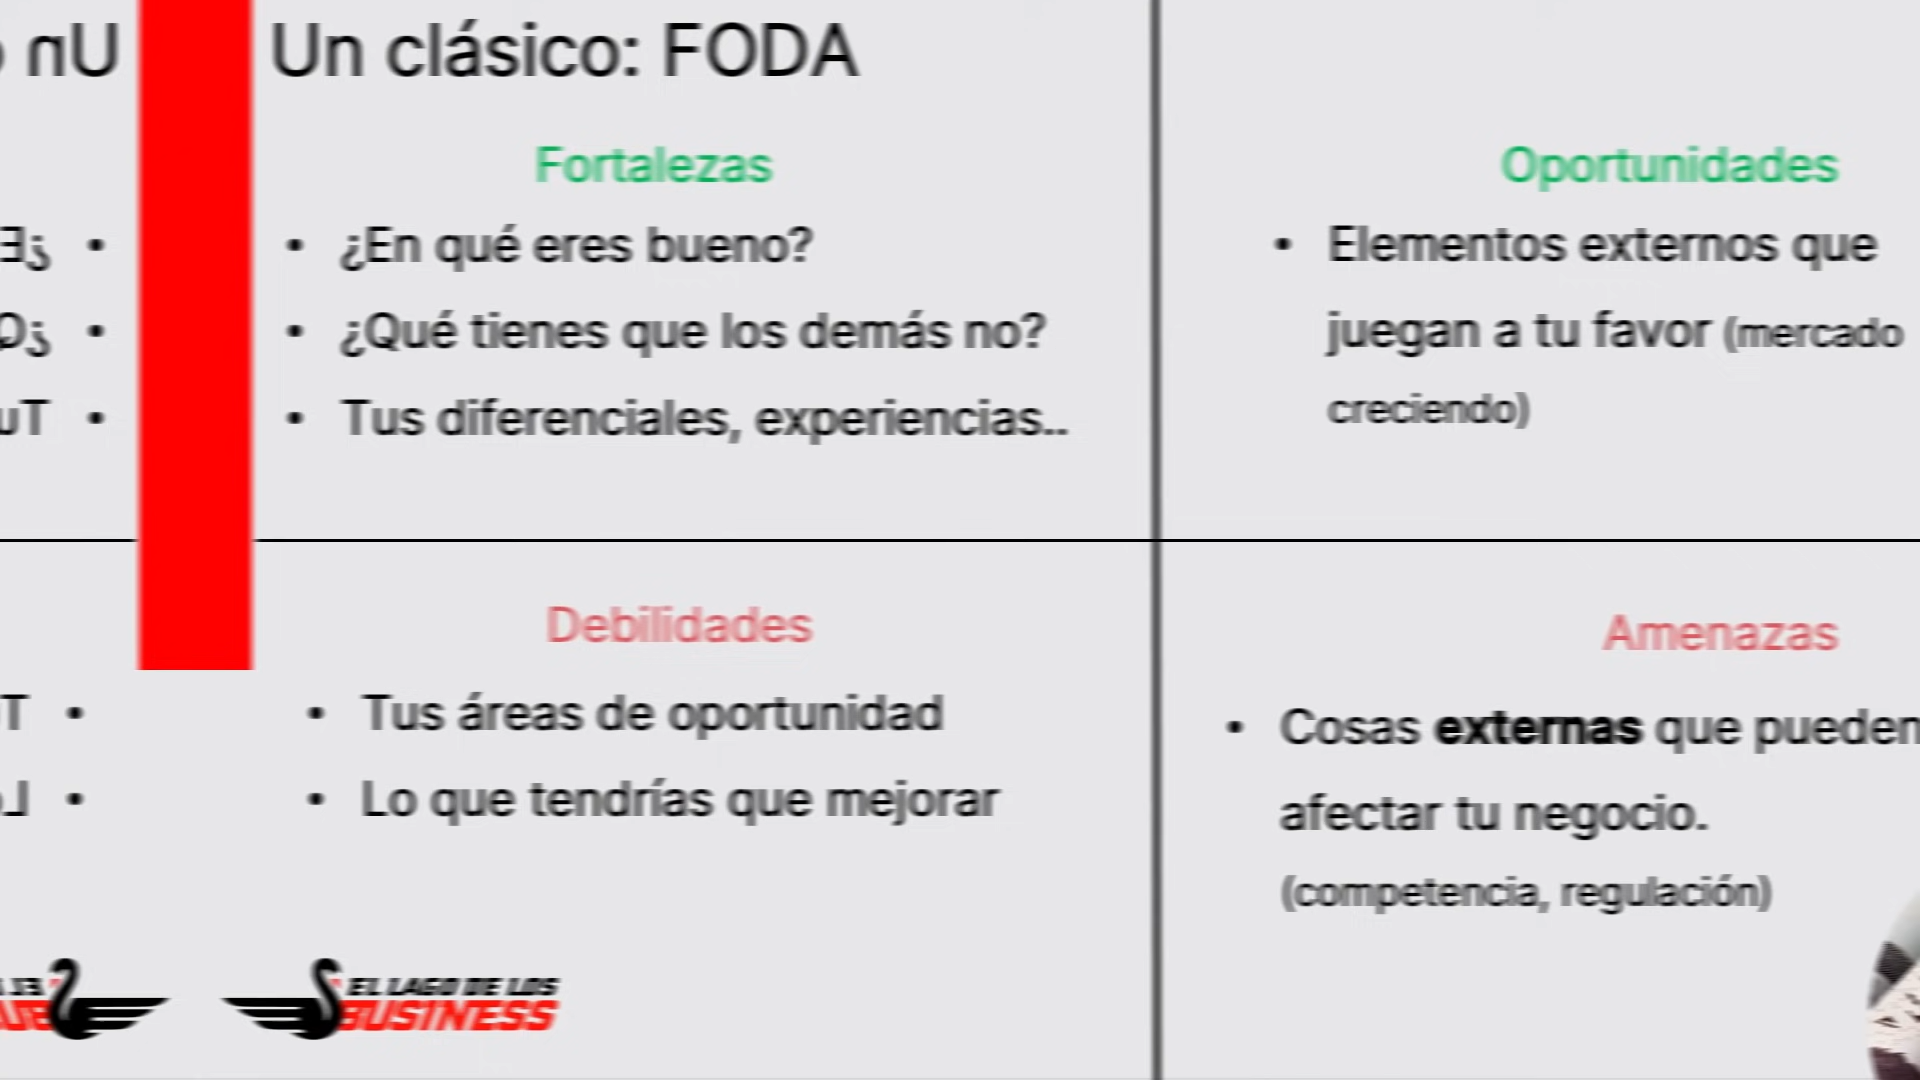 Un clásico: FODA
Fortalezas
• ¿En qué eres bueno?
• ¿Qué tienes que los demás no?
• Tus diferenciales, experiencias..
Oportunidades
• Elementos externos que
juegan a tu favor (mercado
creciendo)
Debilidades
• Tus áreas de oportunidad
• Lo que tendrías que mejorar
Amenazas
• Cosas externas que pueden
afectar tu negocio.
(competencia, regulación)
EL LAGO DE LOS
BUSINESS